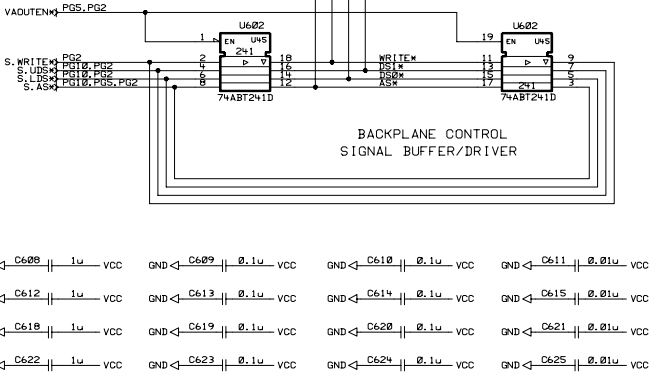 VAOUTEN* PG5.PG2
U602
1 EN U45
241
S.WRITE* PG2 2 18 WRITE*
S.UDS* PG10.PG2 4 16 DS1*
S.LDS* PG10.PG2 6 14 DS0*
S.AS* PG10.PG5.PG2 8 12 AS*
74ABT241D
U602
19 EN U45
11 9
13 7
15 5
17 241 3
74ABT241D
BACKPLANE CONTROL
SIGNAL BUFFER/DRIVER
C608 1u VCC GND C609 0.1u VCC GND C610 0.1u VCC GND C611 0.01u VCC
C612 1u VCC GND C613 0.1u VCC GND C614 0.1u VCC GND C615 0.01u VCC
C618 1u VCC GND C619 0.1u VCC GND C620 0.1u VCC GND C621 0.01u VCC
C622 1u VCC GND C623 0.1u VCC GND C624 0.1u VCC GND C625 0.01u VCC